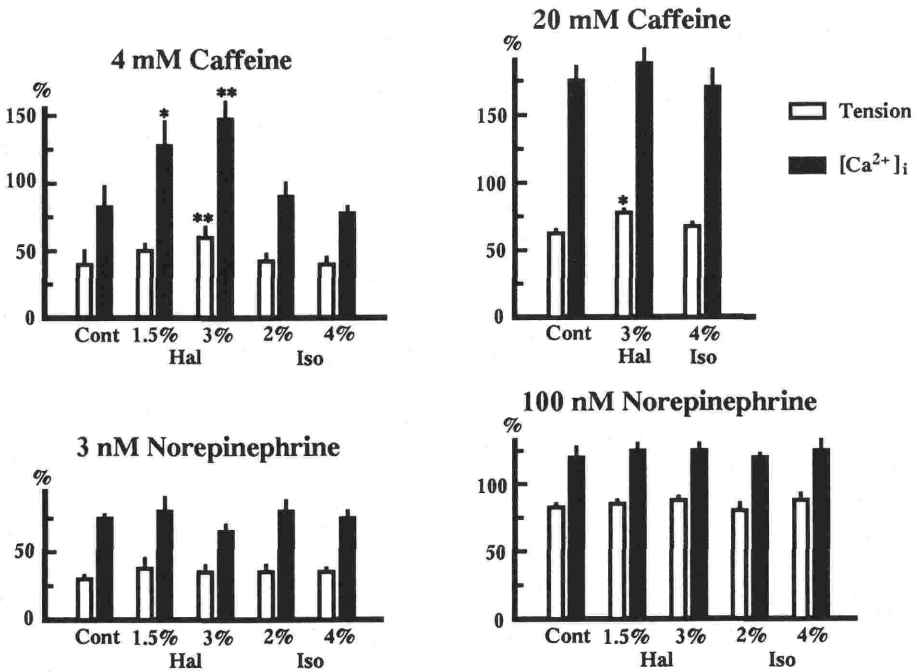 4 mM Caffeine
%
150
100
50
0
Cont 1.5% 3% 2% 4%
Hal Iso
* ** **
20 mM Caffeine
%
150
100
50
0
*
Cont 3% 4%
Hal Iso
Tension
[Ca²⁺]i
3 nM Norepinephrine
%
50
0
Cont 1.5% 3% 2% 4%
Hal Iso
100 nM Norepinephrine
%
100
50
0
Cont 1.5% 3% 2% 4%
Hal Iso